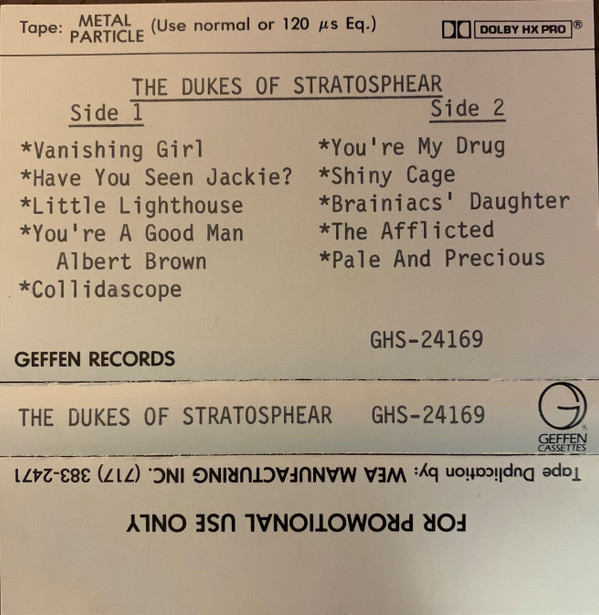 Tape: METAL PARTICLE (Use normal or 120 µs Eq.) DOLBY HX PRO®
THE DUKES OF STRATOSPHEAR
Side 1 Side 2
*Vanishing Girl *You're My Drug
*Have You Seen Jackie? *Shiny Cage
*Little Lighthouse *Brainiacs' Daughter
*You're A Good Man *The Afflicted
Albert Brown *Pale And Precious
*Collidascope
GHS-24169
GEFFEN RECORDS
THE DUKES OF STRATOSPHEAR GHS-24169
GEFFEN
CASSETTES
Tape Duplication by: WEA MANUFACTURING INC. (717) 383-2471
FOR PROMOTIONAL USE ONLY